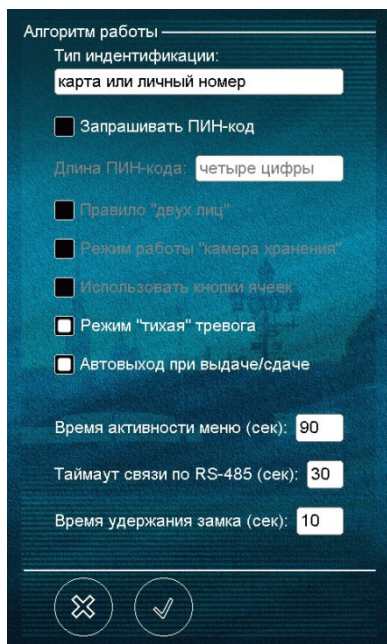 Алгоритм работы
Тип индентификации:
карта или личный номер
Запрашивать ПИН-код
Длина ПИН-кода: четыре цифры
Правило "двух лиц"
Режим работы "камера хранения"
Использовать кнопки ячеек
Режим "тихая" тревога
Автовыход при выдаче/сдаче
Время активности меню (сек): 90
Таймаут связи по RS-485 (сек): 30
Время удержания замка (сек): 10